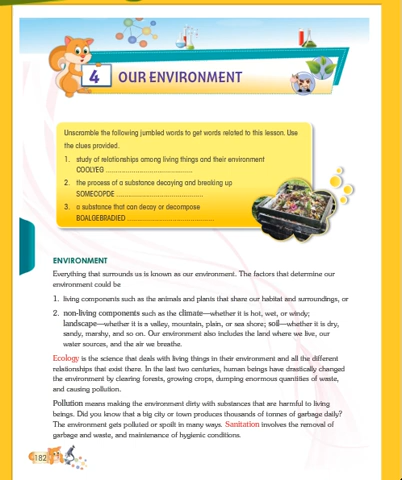 4 OUR ENVIRONMENT
Unscramble the following jumbled words to get words related to this lesson. Use
the clues provided.
1. study of relationships among living things and their environment
COOLYEG ..........................................
2. the process of a substance decaying and breaking up
SOMECOPDE ..........................................
3. a substance that can decay or decompose
BOALGEBRADIED ..........................................
ENVIRONMENT
Everything that surrounds us is known as our environment. The factors that determine our
environment could be
1. living components such as the animals and plants that share our habitat and surroundings, or
2. non-living components such as the climate—whether it is hot, wet, or windy;
landscape—whether it is a valley, mountain, plain, or sea shore; soil—whether it is dry,
sandy, marshy, and so on. Our environment also includes the land where we live, our
water sources, and the air we breathe.
Ecology is the science that deals with living things in their environment and all the different
relationships that exist there. In the last two centuries, human beings have drastically changed
the environment by clearing forests, growing crops, dumping enormous quantities of waste,
and causing pollution.
Pollution means making the environment dirty with substances that are harmful to living
beings. Did you know that a big city or town produces thousands of tonnes of garbage daily?
The environment gets polluted or spoilt in many ways. Sanitation involves the removal of
garbage and waste, and maintenance of hygienic conditions.
182